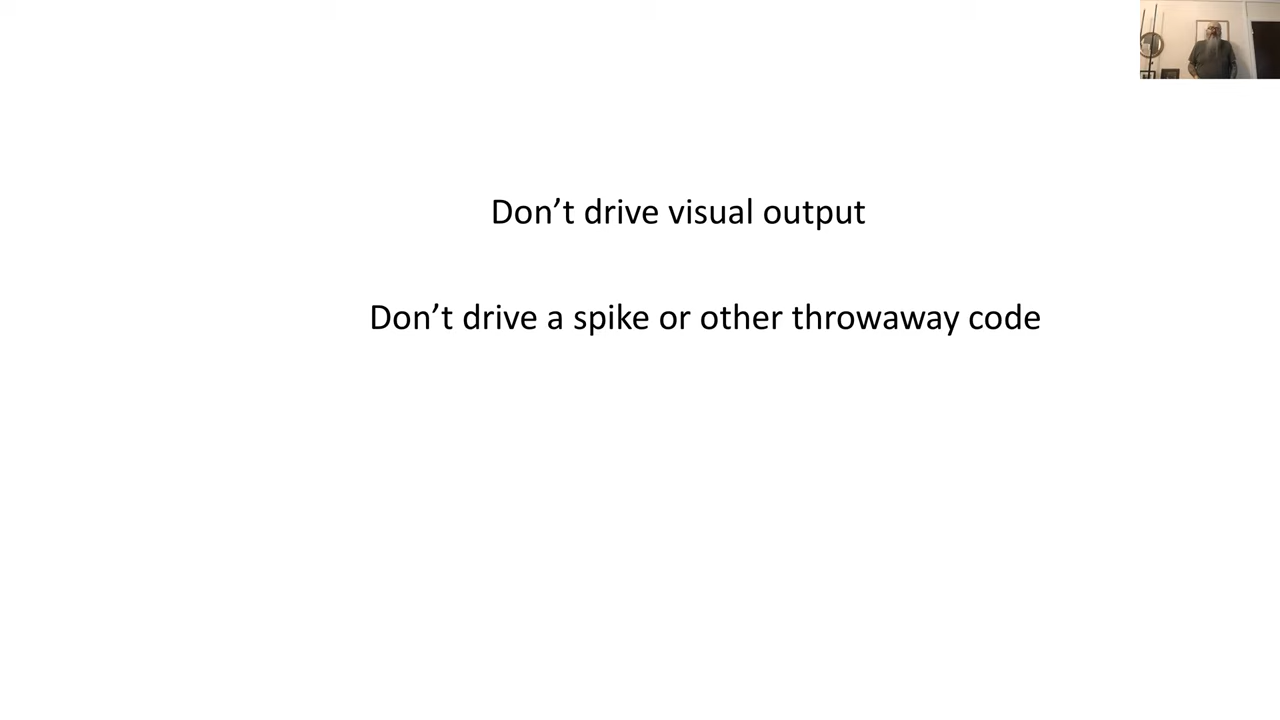 Don’t drive visual output
Don’t drive a spike or other throwaway code